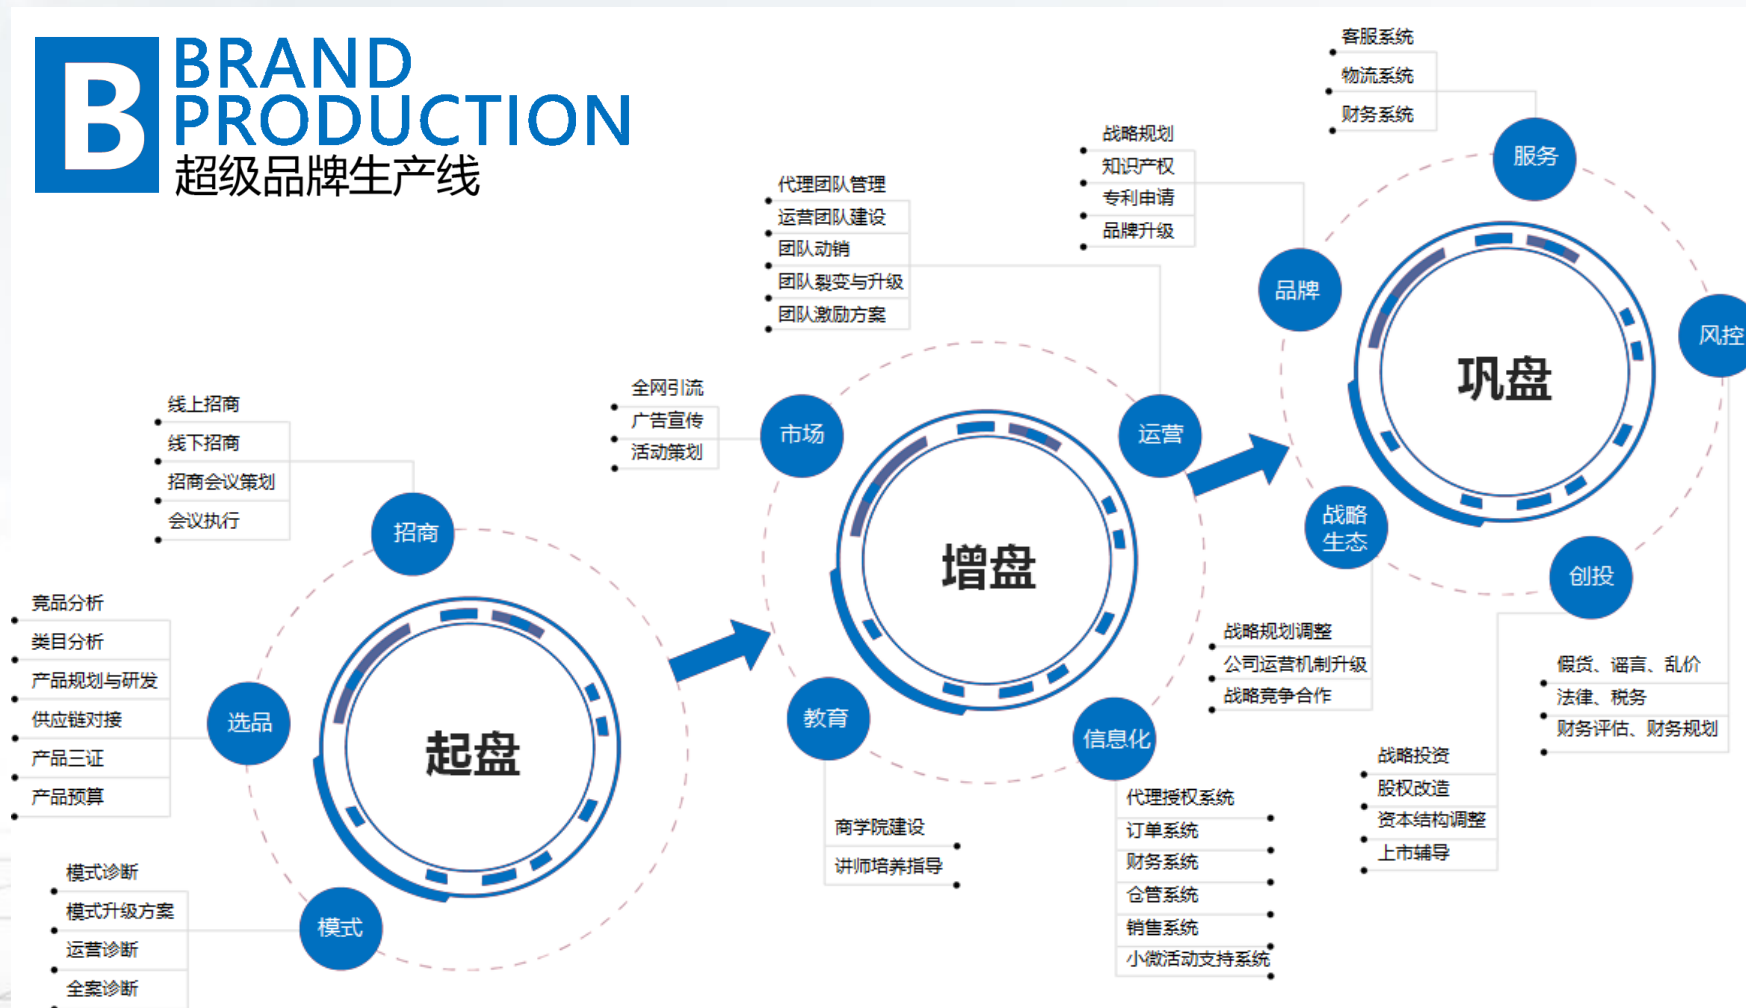 B
BRAND
PRODUCTION
超级品牌生产线
线上招商
线下招商
招商会议策划
会议执行
招商
竞品分析
类目分析
产品规划与研发
供应链对接
产品三证
产品预算
选品
模式诊断
模式升级方案
运营诊断
全案诊断
模式
起盘
代理团队管理
运营团队建设
团队动销
团队裂变与升级
团队激励方案
运营
全网引流
广告宣传
活动策划
市场
增盘
教育
商学院建设
讲师培养指导
信息化
代理授权系统
订单系统
财务系统
仓管系统
销售系统
小微活动支持系统
客服系统
物流系统
财务系统
服务
战略规划
知识产权
专利申请
品牌升级
品牌
巩盘
风控
假货、谣言、乱价
法律、税务
财务评估、财务规划
战略
生态
战略规划调整
公司运营机制升级
战略竞争合作
创投
战略投资
股权改造
资本结构调整
上市辅导